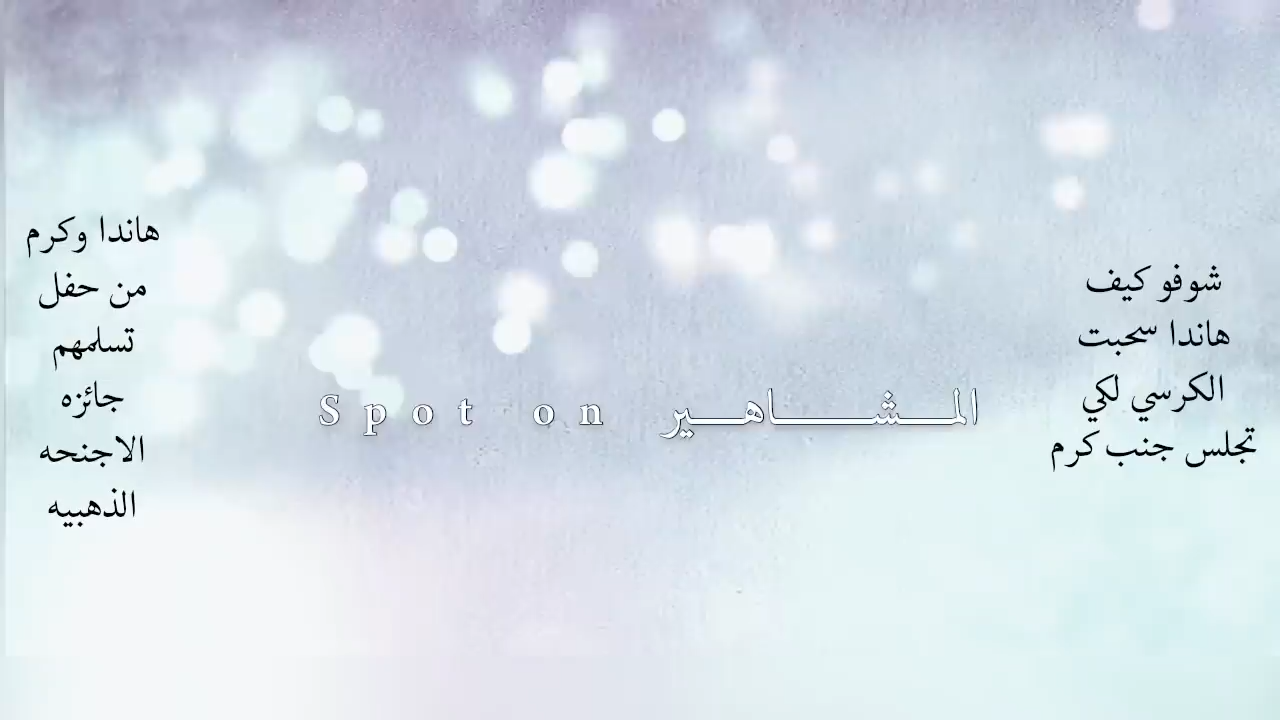 هاندا وكرم
من حفل
تسلمهم
جائزه
الاجنحه
الذهبيه
Spot on المشاهير
شوفو كيف
هاندا سحبت
الكرسي لكي
تجلس جنب كرم